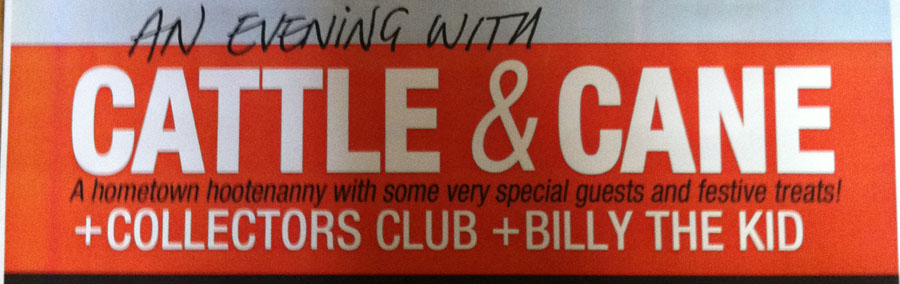 AN EVENING WITH
CATTLE & CANE
A hometown hootenanny with some very special guests and festive treats!
+COLLECTORS CLUB +BILLY THE KID